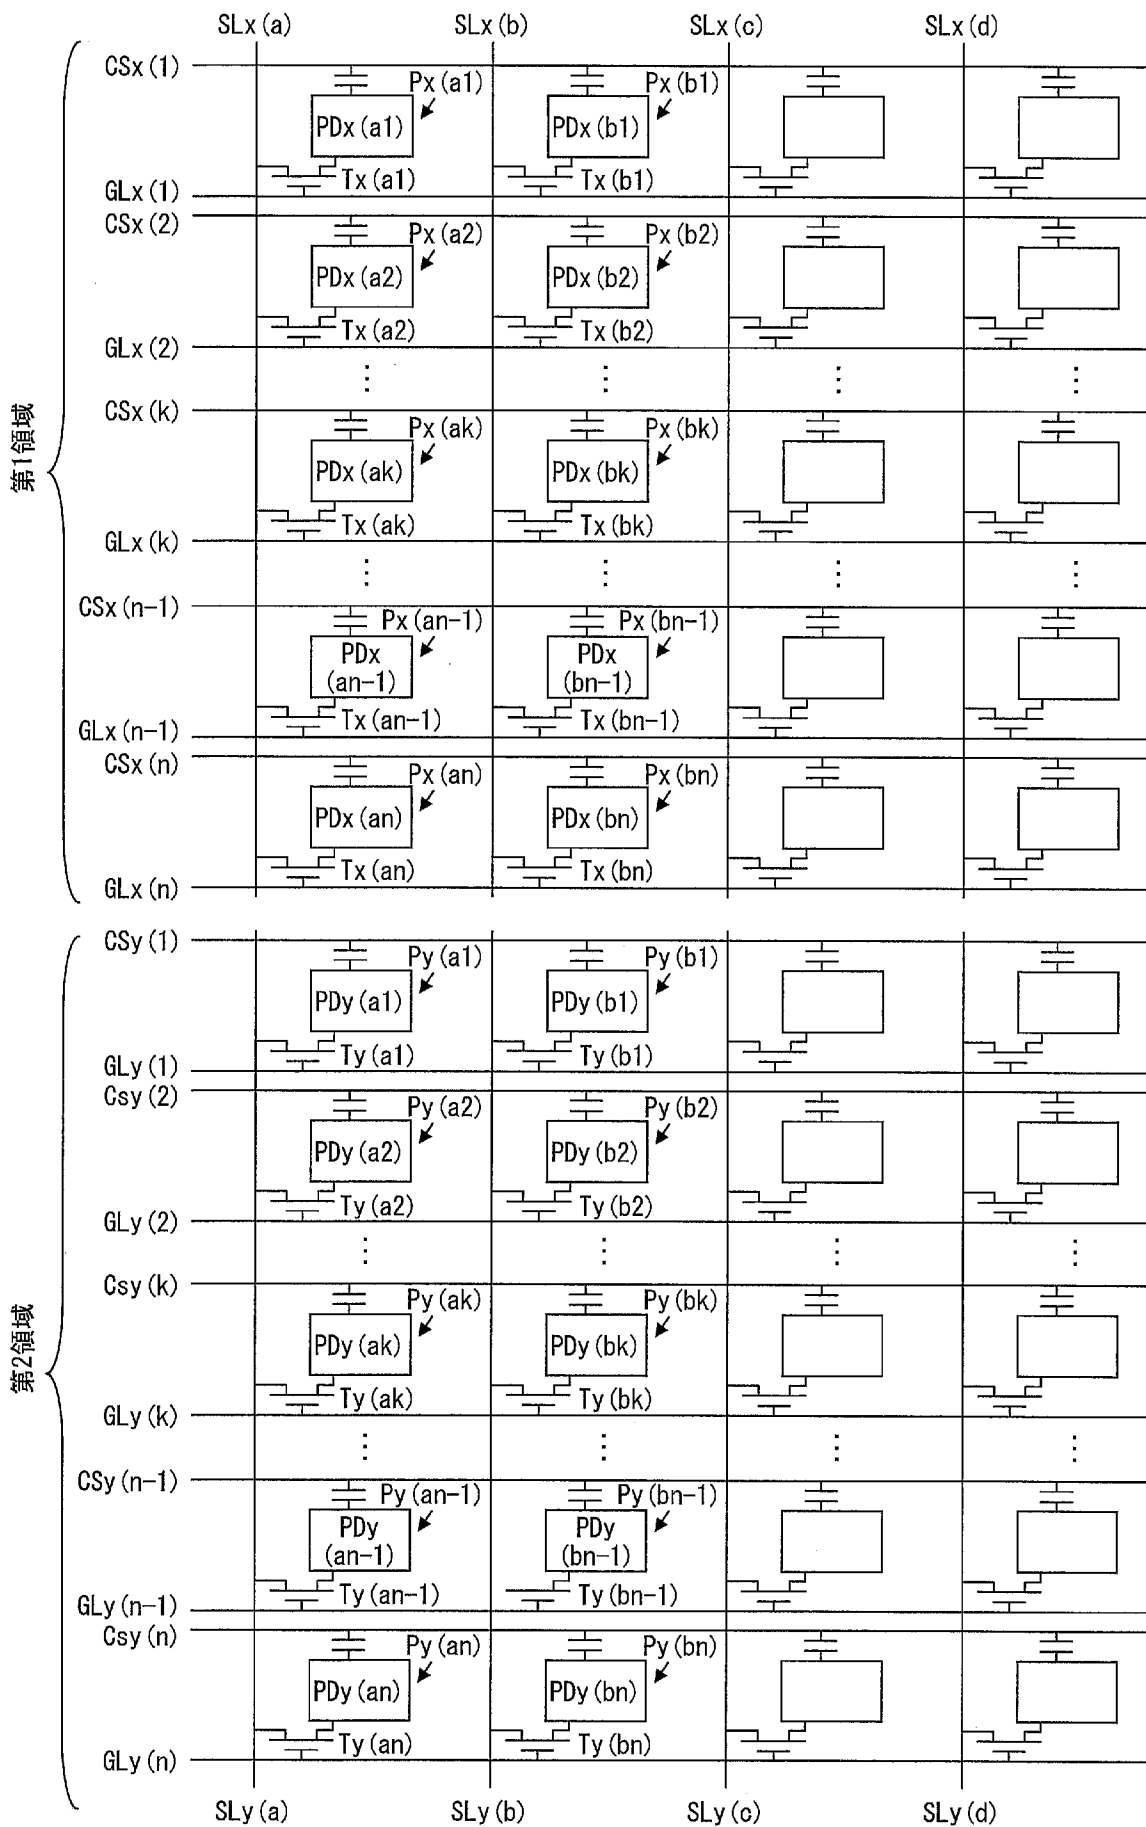 SLx(a) SLx(b) SLx(c) SLx(d)
CSx(1)
Px(a1) Px(b1)
PDx(a1) PDx(b1)
Tx(a1) Tx(b1)
GLx(1)
CSx(2)
Px(a2) Px(b2)
PDx(a2) PDx(b2)
Tx(a2) Tx(b2)
GLx(2)
⋮ ⋮ ⋮ ⋮
第1領域
CSx(k)
Px(ak) Px(bk)
PDx(ak) PDx(bk)
Tx(ak) Tx(bk)
GLx(k)
⋮ ⋮ ⋮ ⋮
CSx(n-1)
Px(an-1) Px(bn-1)
PDx PDx
(an-1) (bn-1)
Tx(an-1) Tx(bn-1)
GLx(n-1)
CSx(n)
Px(an) Px(bn)
PDx(an) PDx(bn)
Tx(an) Tx(bn)
GLx(n)
CSy(1)
Py(a1) Py(b1)
PDy(a1) PDy(b1)
Ty(a1) Ty(b1)
GLy(1)
Csy(2)
Py(a2) Py(b2)
PDy(a2) PDy(b2)
Ty(a2) Ty(b2)
GLy(2)
⋮ ⋮ ⋮ ⋮
第2領域
Csy(k)
Py(ak) Py(bk)
PDy(ak) PDy(bk)
Ty(ak) Ty(bk)
GLy(k)
⋮ ⋮ ⋮ ⋮
CSy(n-1)
Py(an-1) Py(bn-1)
PDy PDy
(an-1) (bn-1)
Ty(an-1) Ty(bn-1)
GLy(n-1)
Csy(n)
Py(an) Py(bn)
PDy(an) PDy(bn)
Ty(an) Ty(bn)
GLy(n)
SLy(a) SLy(b) SLy(c) SLy(d)